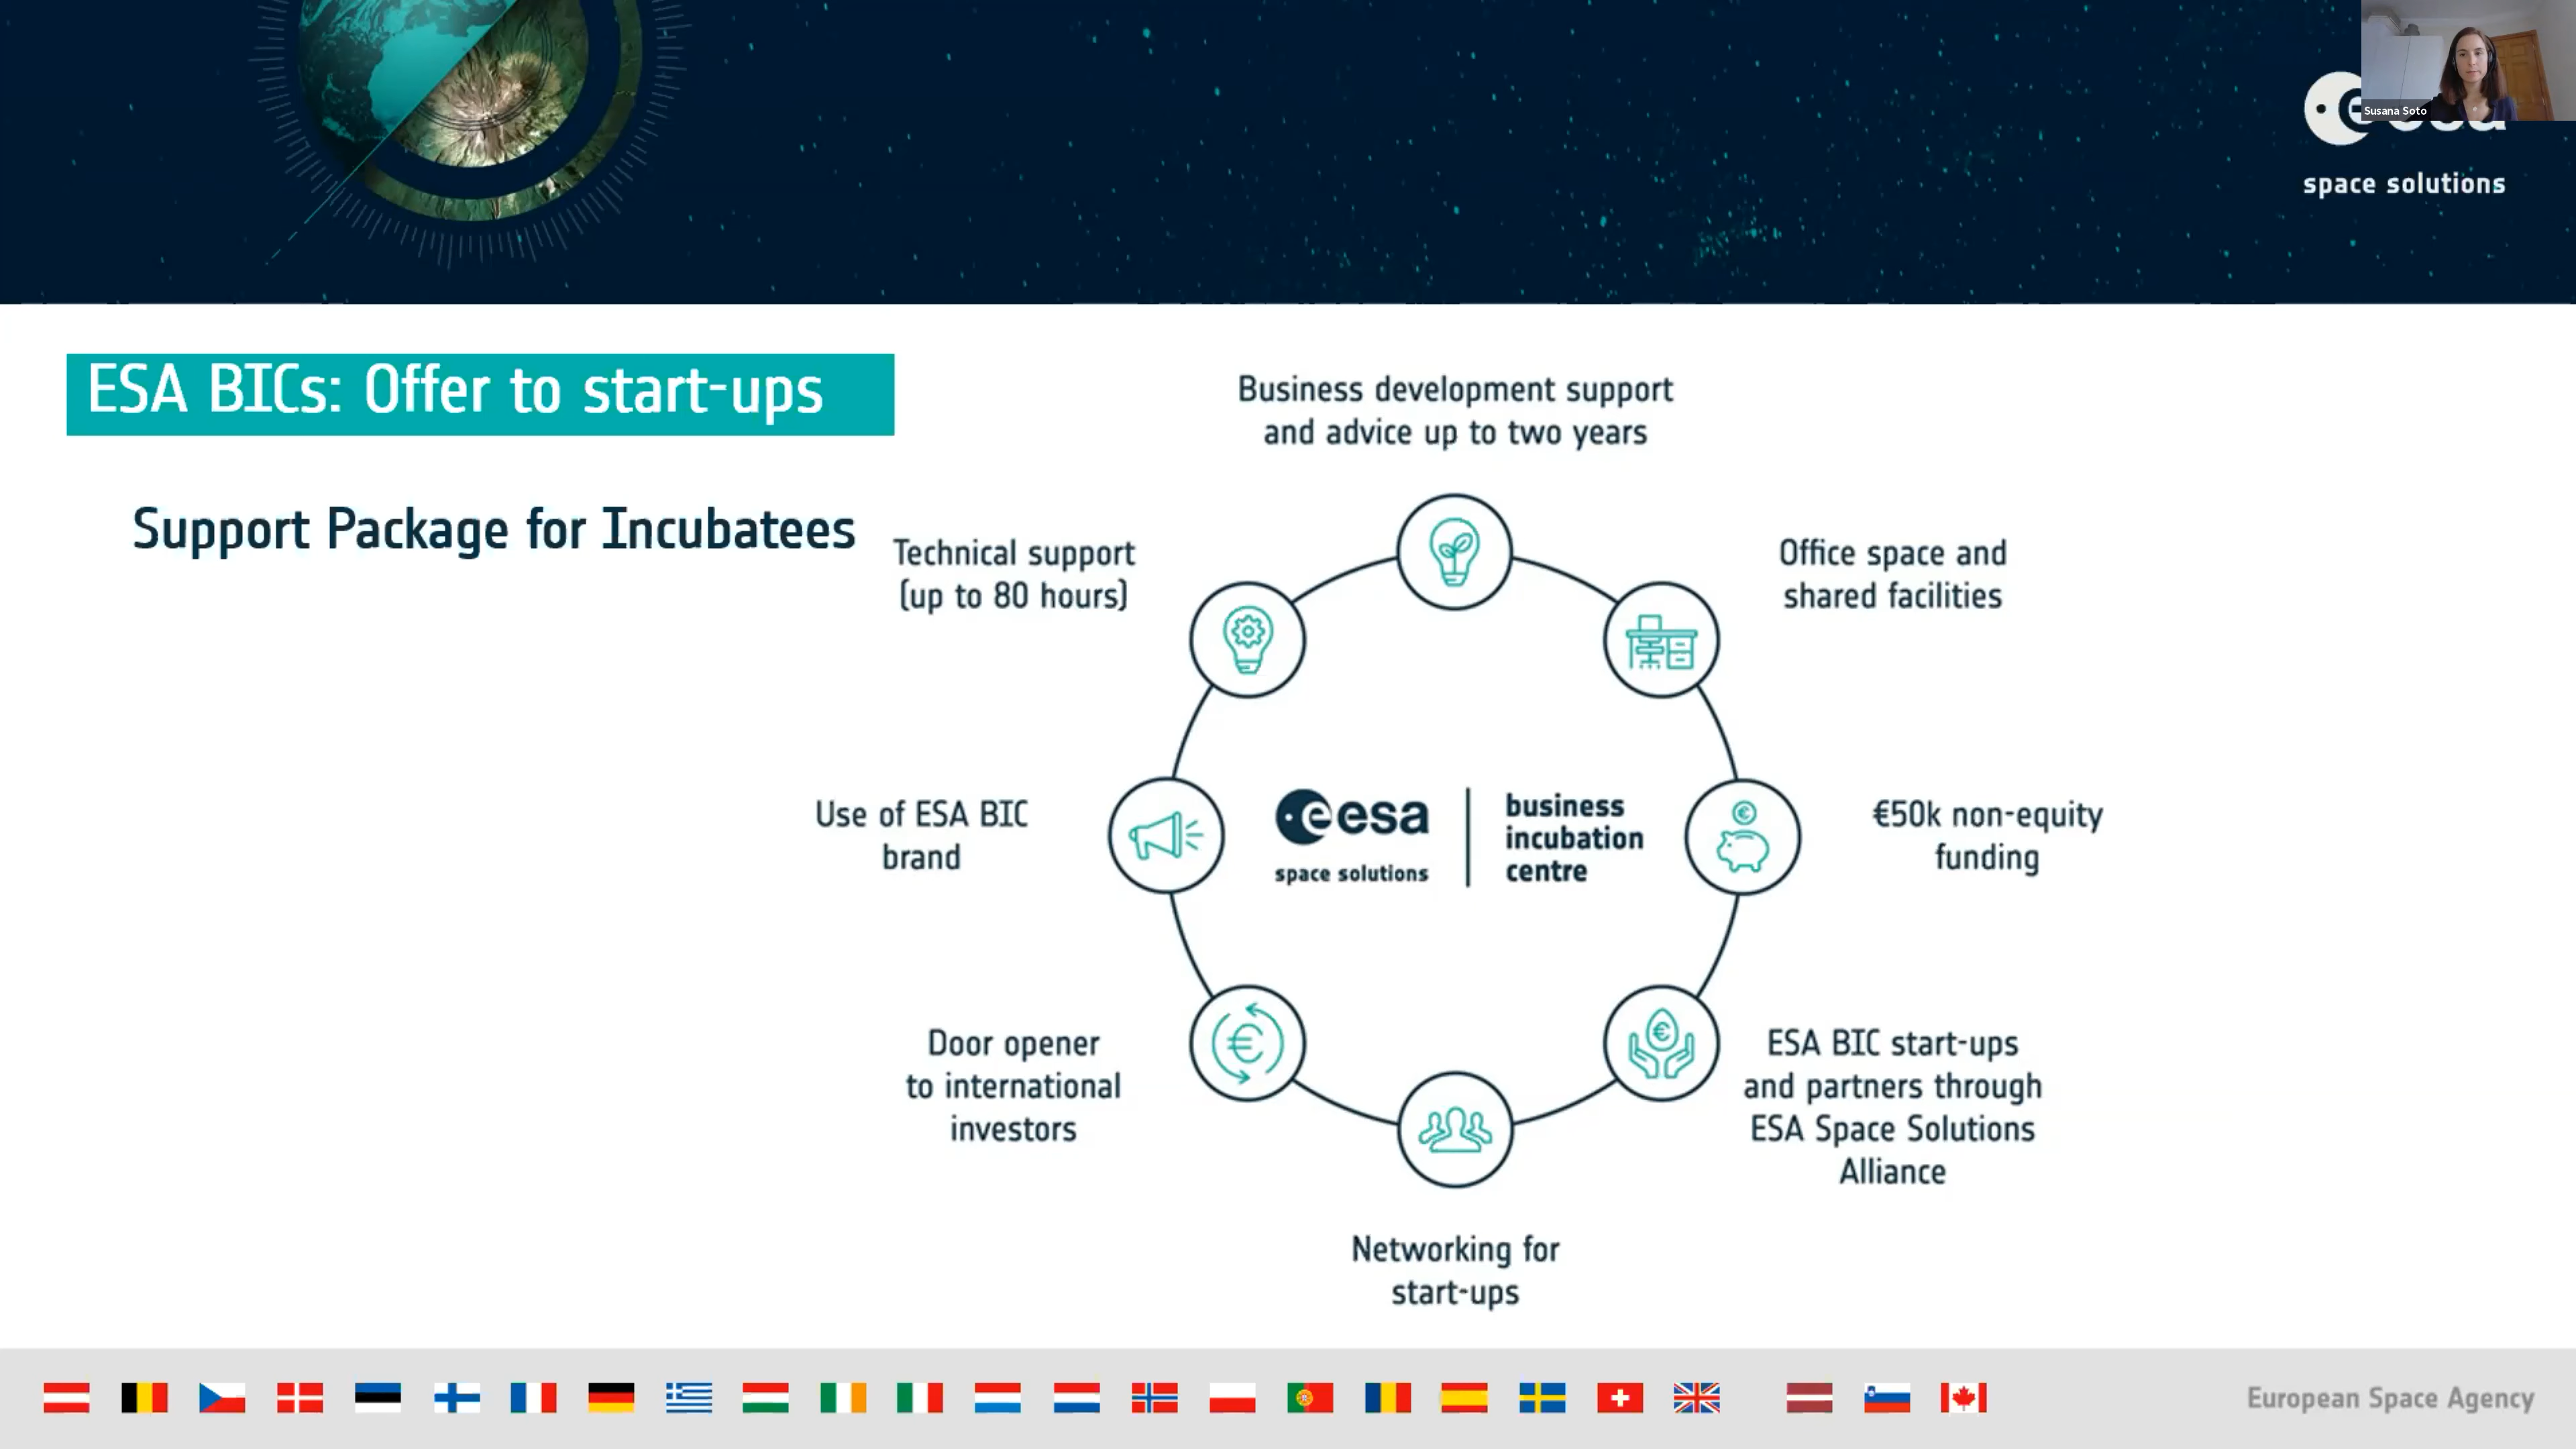 Susana Soto
esa
space solutions
ESA BICs: Offer to start-ups
Support Package for Incubatees
Business development support
and advice up to two years
Technical support
(up to 80 hours)
Office space and
shared facilities
Use of ESA BIC
brand
esa
space solutions
business
incubation
centre
€50k non-equity
funding
Door opener
to international
investors
ESA BIC start-ups
and partners through
ESA Space Solutions
Alliance
Networking for
start-ups
European Space Agency